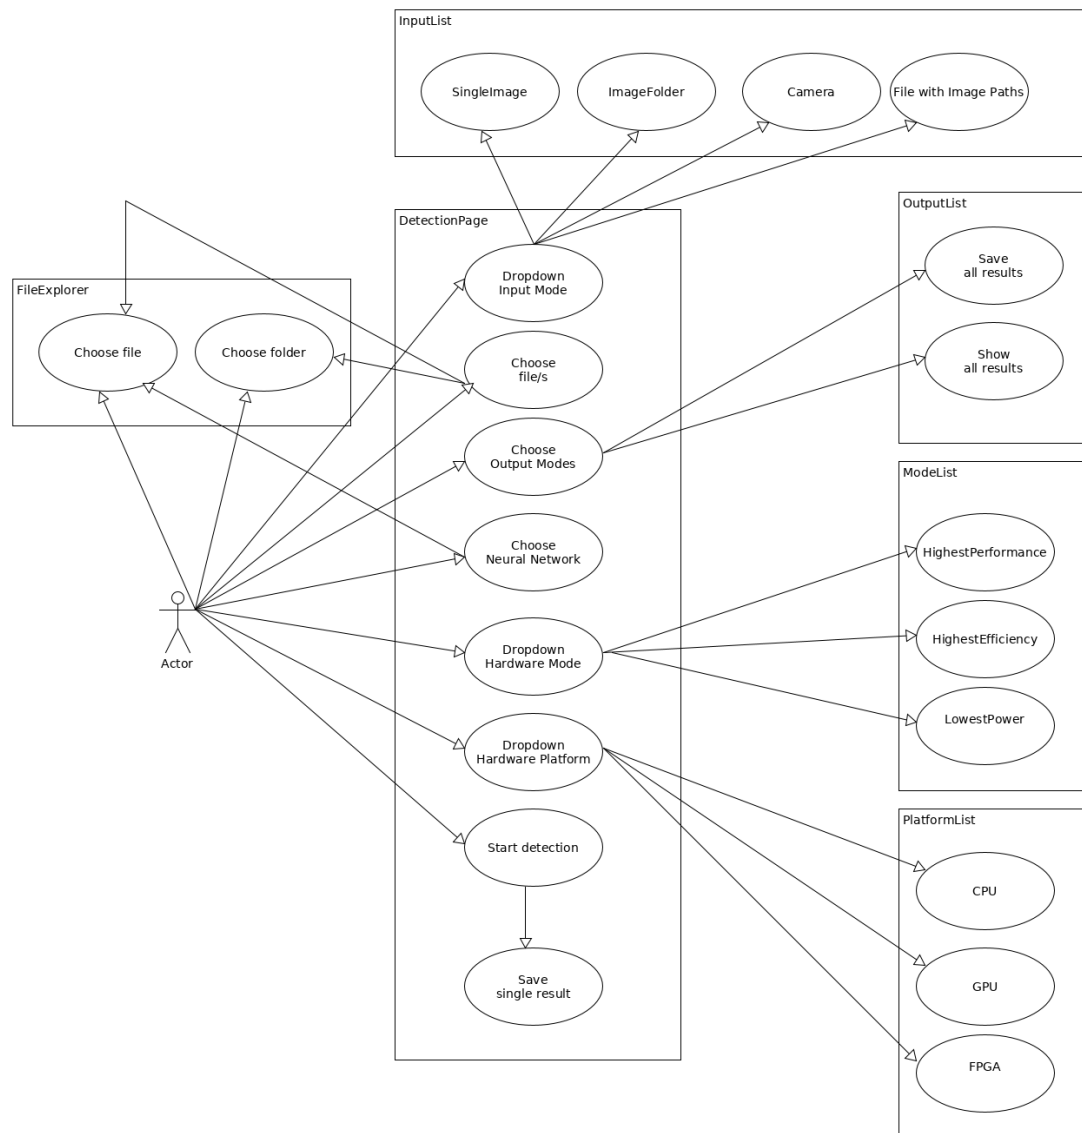 InputList
SingleImage
ImageFolder
Camera
File with Image Paths
DetectionPage
Dropdown
Input Mode
Choose
file/s
Choose
Output Modes
Choose
Neural Network
Dropdown
Hardware Mode
Dropdown
Hardware Platform
Start detection
Save
single result
FileExplorer
Choose file
Choose folder
Actor
OutputList
Save
all results
Show
all results
ModeList
HighestPerformance
HighestEfficiency
LowestPower
PlatformList
CPU
GPU
FPGA